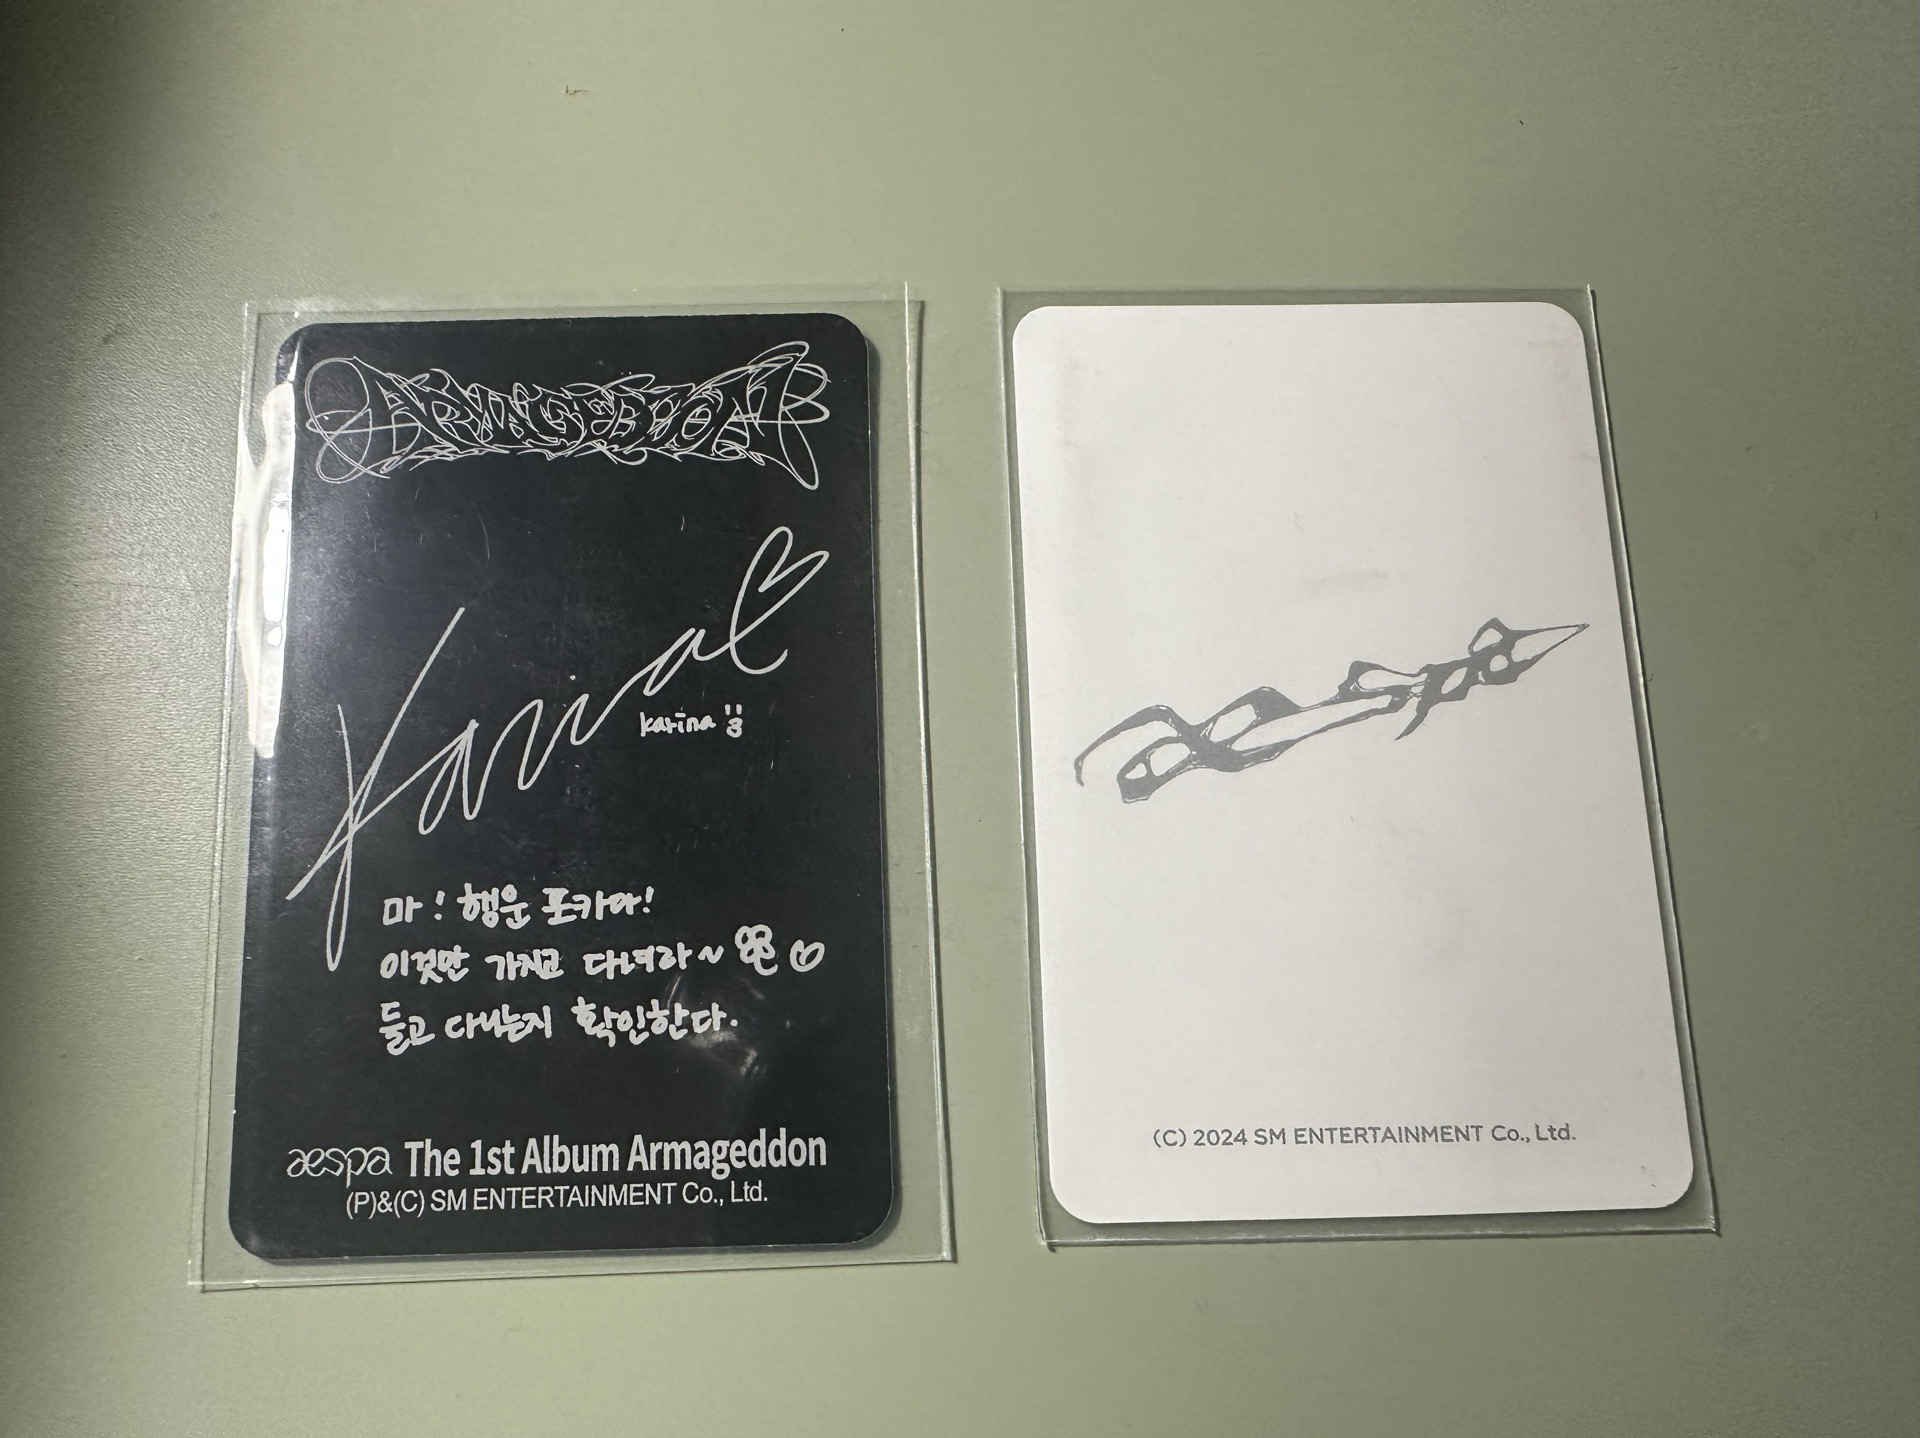 ARMAGEDDON
Karina
karina
마! 행운 포카다!
이것만 가지고 다녀라~
들고 다니는지 확인한다.
aespa The 1st Album Armageddon
(P)&(C) SM ENTERTAINMENT Co., Ltd.
aespa
(C) 2024 SM ENTERTAINMENT Co., Ltd.